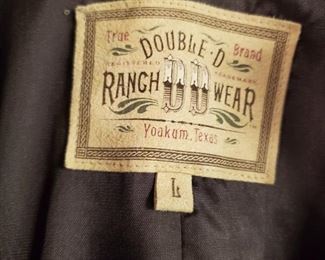 True Brand
DOUBLE D
REGISTERED TRADEMARK
RANCH DD WEAR
Yoakum, Texas
L